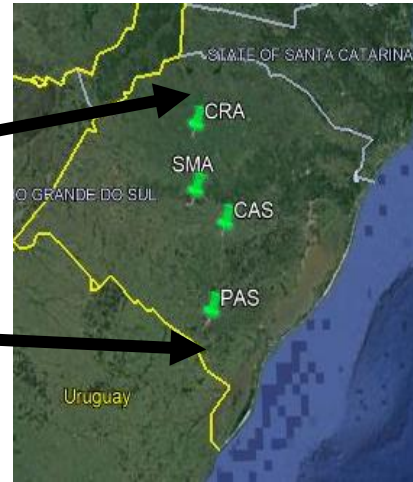 STATE OF SANTA CATARINA
CRA
SMA
O GRANDE DO SUL
CAS
PAS
Uruguay